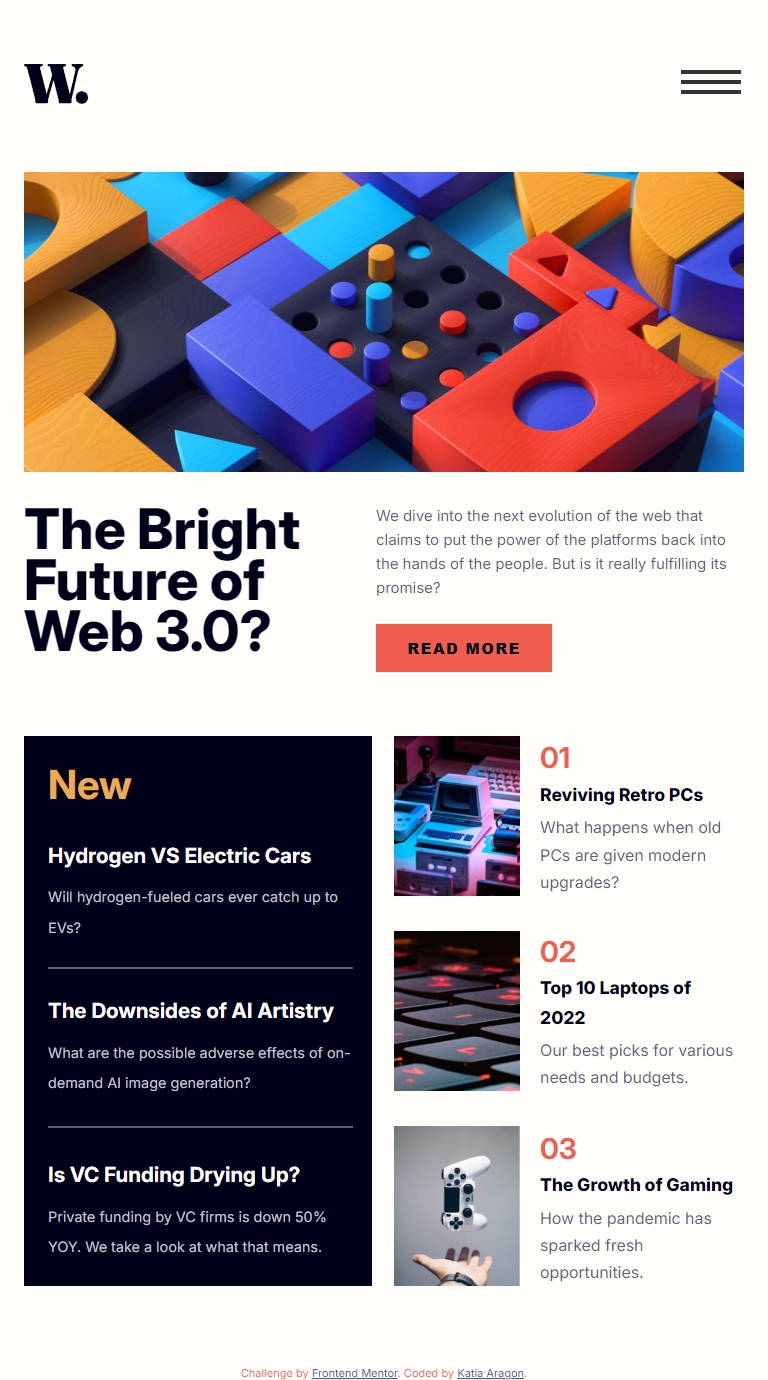 W.
The Bright
Future of
Web 3.0?
We dive into the next evolution of the web that
claims to put the power of the platforms back into
the hands of the people. But is it really fulfilling its
promise?
READ MORE
New
Hydrogen VS Electric Cars
Will hydrogen-fueled cars ever catch up to
EVs?
The Downsides of AI Artistry
What are the possible adverse effects of on-
demand AI image generation?
Is VC Funding Drying Up?
Private funding by VC firms is down 50%
YOY. We take a look at what that means.
01
Reviving Retro PCs
What happens when old
PCs are given modern
upgrades?
02
Top 10 Laptops of
2022
Our best picks for various
needs and budgets.
03
The Growth of Gaming
How the pandemic has
sparked fresh
opportunities.
Challenge by Frontend Mentor. Coded by Katia Aragon.